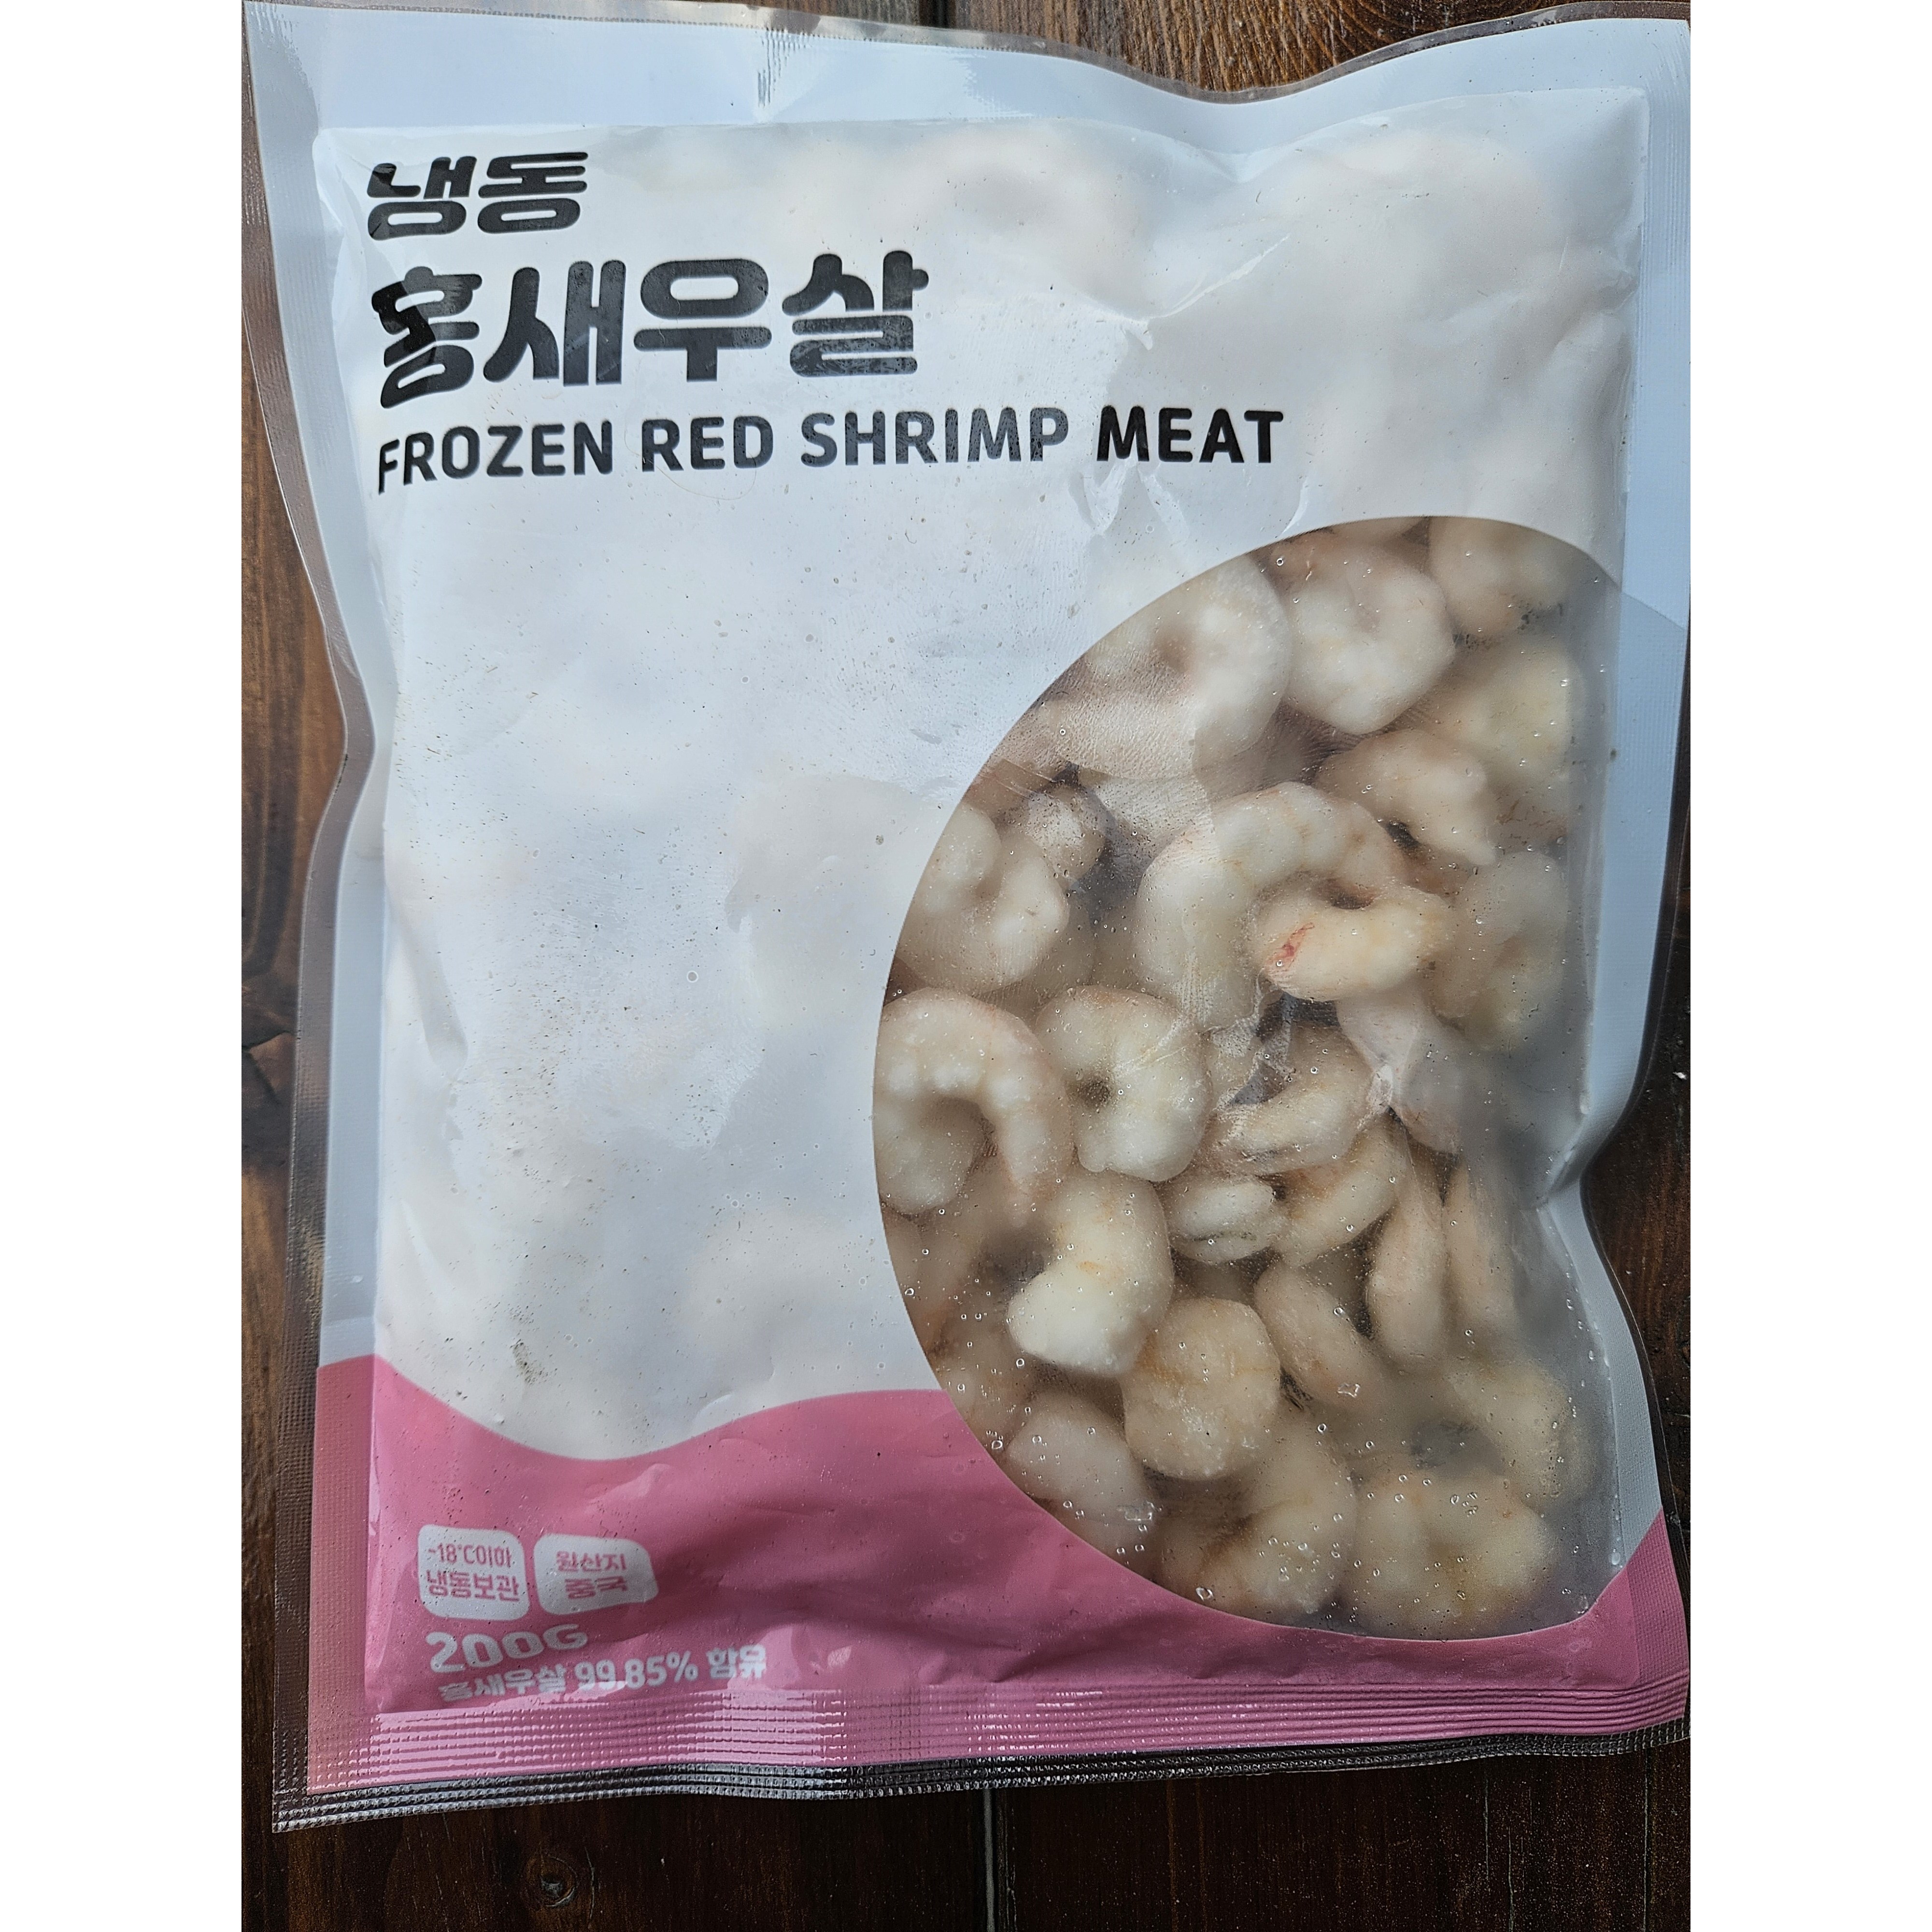 냉동
홍새우살
FROZEN RED SHRIMP MEAT
-18°C이하
냉동보관
원산지
중국
200G
홍새우살 99.85% 함유